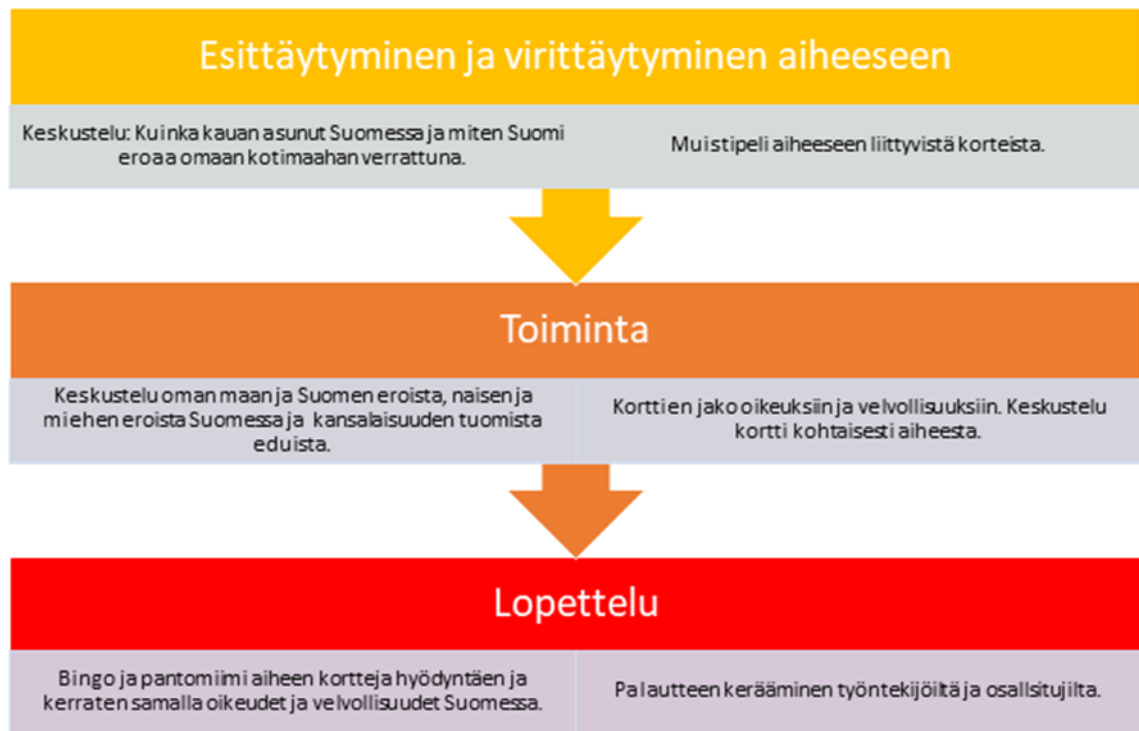 Esittäytyminen ja virittäytyminen aiheeseen
Keskustelu: Kuinka kauan asunut Suomessa ja miten Suomi
eroaa omaan kotimaahan verrattuna.
Muistipeli aiheeseen liittyvistä korteista.
Toiminta
Keskustelu oman maan ja Suomen eroista, naisen ja
miehen eroista Suomessa ja kansalaisuuden tuomista
eduista.
Korttien jako oikeuksiin ja velvollisuuksiin. Keskustelu
kortti kohtaisesti aiheesta.
Lopettelu
Bingo ja pantomiimi aiheen kortteja hyödyntäen ja
kerraten samalla oikeudet ja velvollisuudet Suomessa.
Palautteen kerääminen työntekijöiltä ja osallsitujilta.